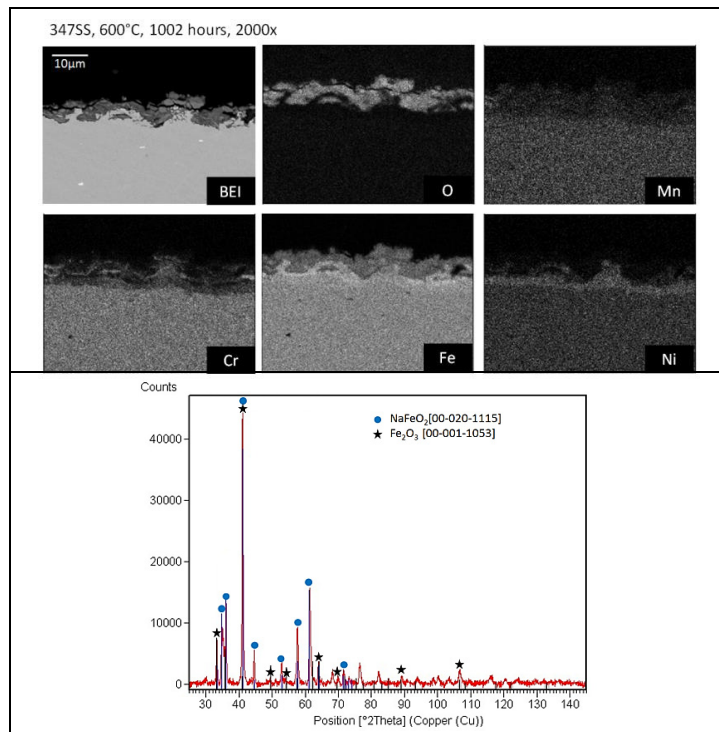 347SS, 600°C, 1002 hours, 2000x
10µm
BEI
O
Mn
Cr
Fe
Ni
Counts
NaFeO₂[00-020-1115]
Fe₂O₃ [00-001-1053]
40000
30000
20000
10000
0
30 40 50 60 70 80 90 100 110 120 130 140
Position [°2Theta] (Copper (Cu))